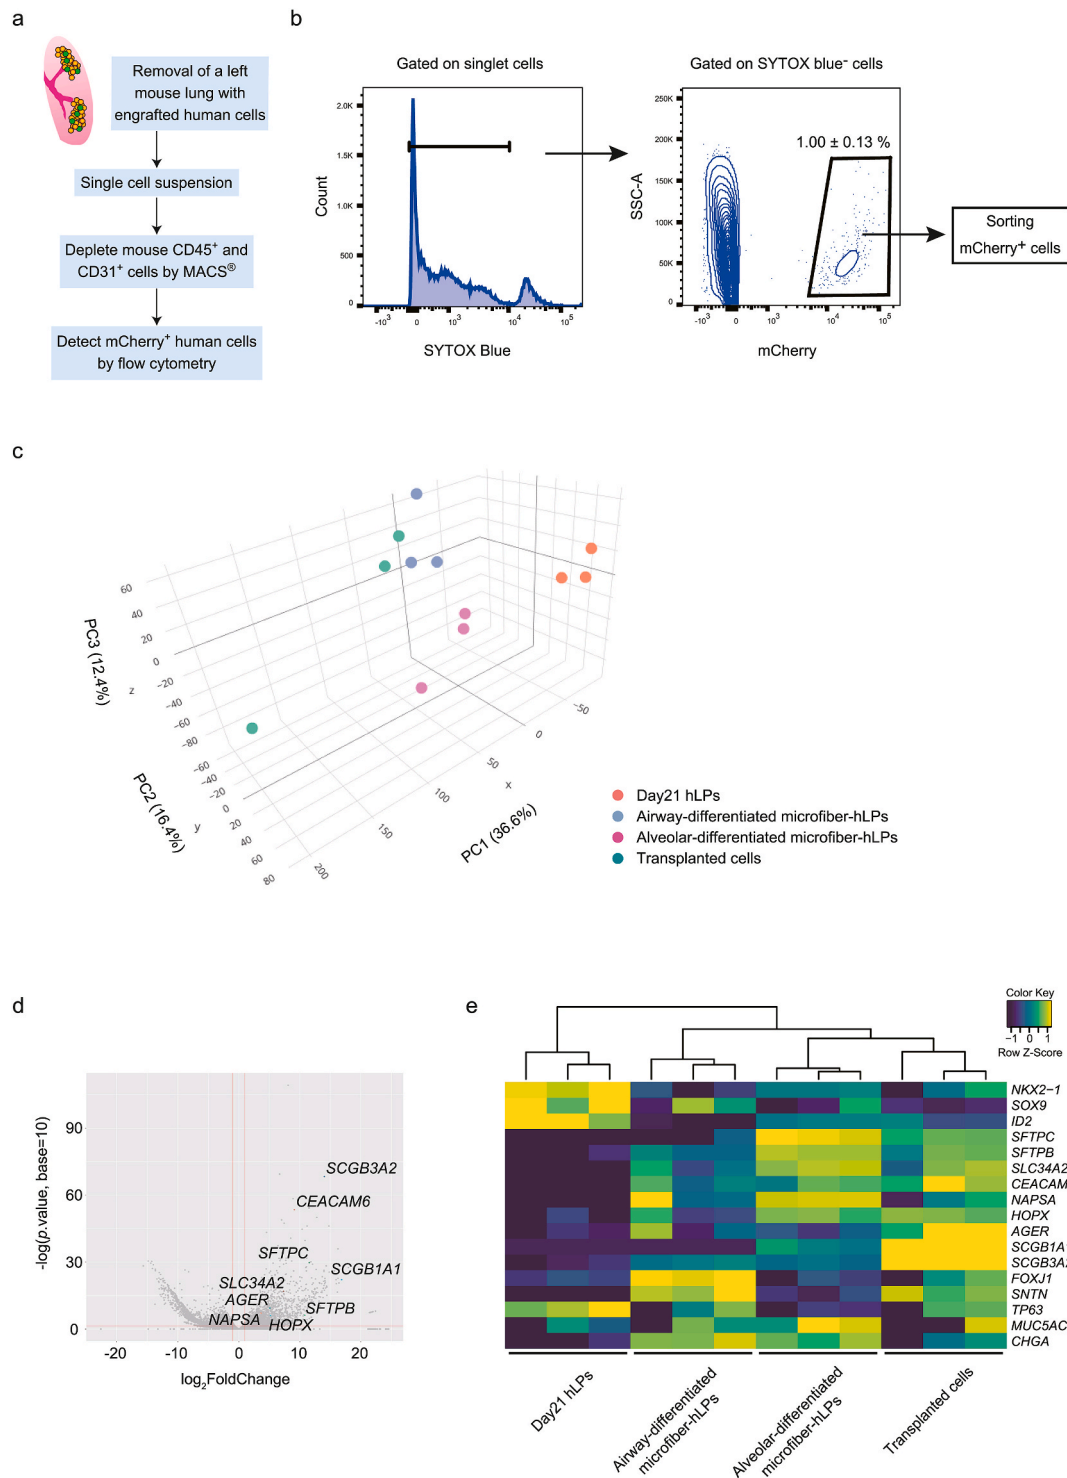 a
Removal of a left
mouse lung with
engrafted human cells
Single cell suspension
Deplete mouse CD45⁺ and
CD31⁺ cells by MACS®
Detect mCherry⁺ human cells
by flow cytometry
b
Gated on singlet cells
2.0K
1.5K
1.0K
500
0
Count
-10³ 0 10³ 10⁴ 10⁵
SYTOX Blue
Gated on SYTOX blue⁻ cells
250K
200K
150K
100K
50K
0
SSC-A
1.00 ± 0.13 %
-10³ 0 10³ 10⁴ 10⁵
mCherry
Sorting
mCherry⁺ cells
c
60
40
20
0
−20
−40
−60
−80
PC3 (12.4%)
z
−60
−40
−20
0
20
40
60
80
PC2 (16.4%)
y
200
150
100
50
0
−50
x
PC1 (36.6%)
Day21 hLPs
Airway-differentiated microfiber-hLPs
Alveolar-differentiated microfiber-hLPs
Transplanted cells
d
90
60
30
0
-log(p.value, base=10)
SCGB3A2
CEACAM6
SFTPC
SCGB1A1
SLC34A2
AGER
SFTPB
NAPSA
HOPX
-20 -10 0 10 20
log₂FoldChange
e
Color Key
−1 0 1
Row Z-Score
NKX2−1
SOX9
ID2
SFTPC
SFTPB
SLC34A2
CEACAM
NAPSA
HOPX
AGER
SCGB1A1
SCGB3A2
FOXJ1
SNTN
TP63
MUC5AC
CHGA
Day21 hLPs
Airway-differentiated
microfiber-hLPs
Alveolar-differentiated
microfiber-hLPs
Transplanted cells